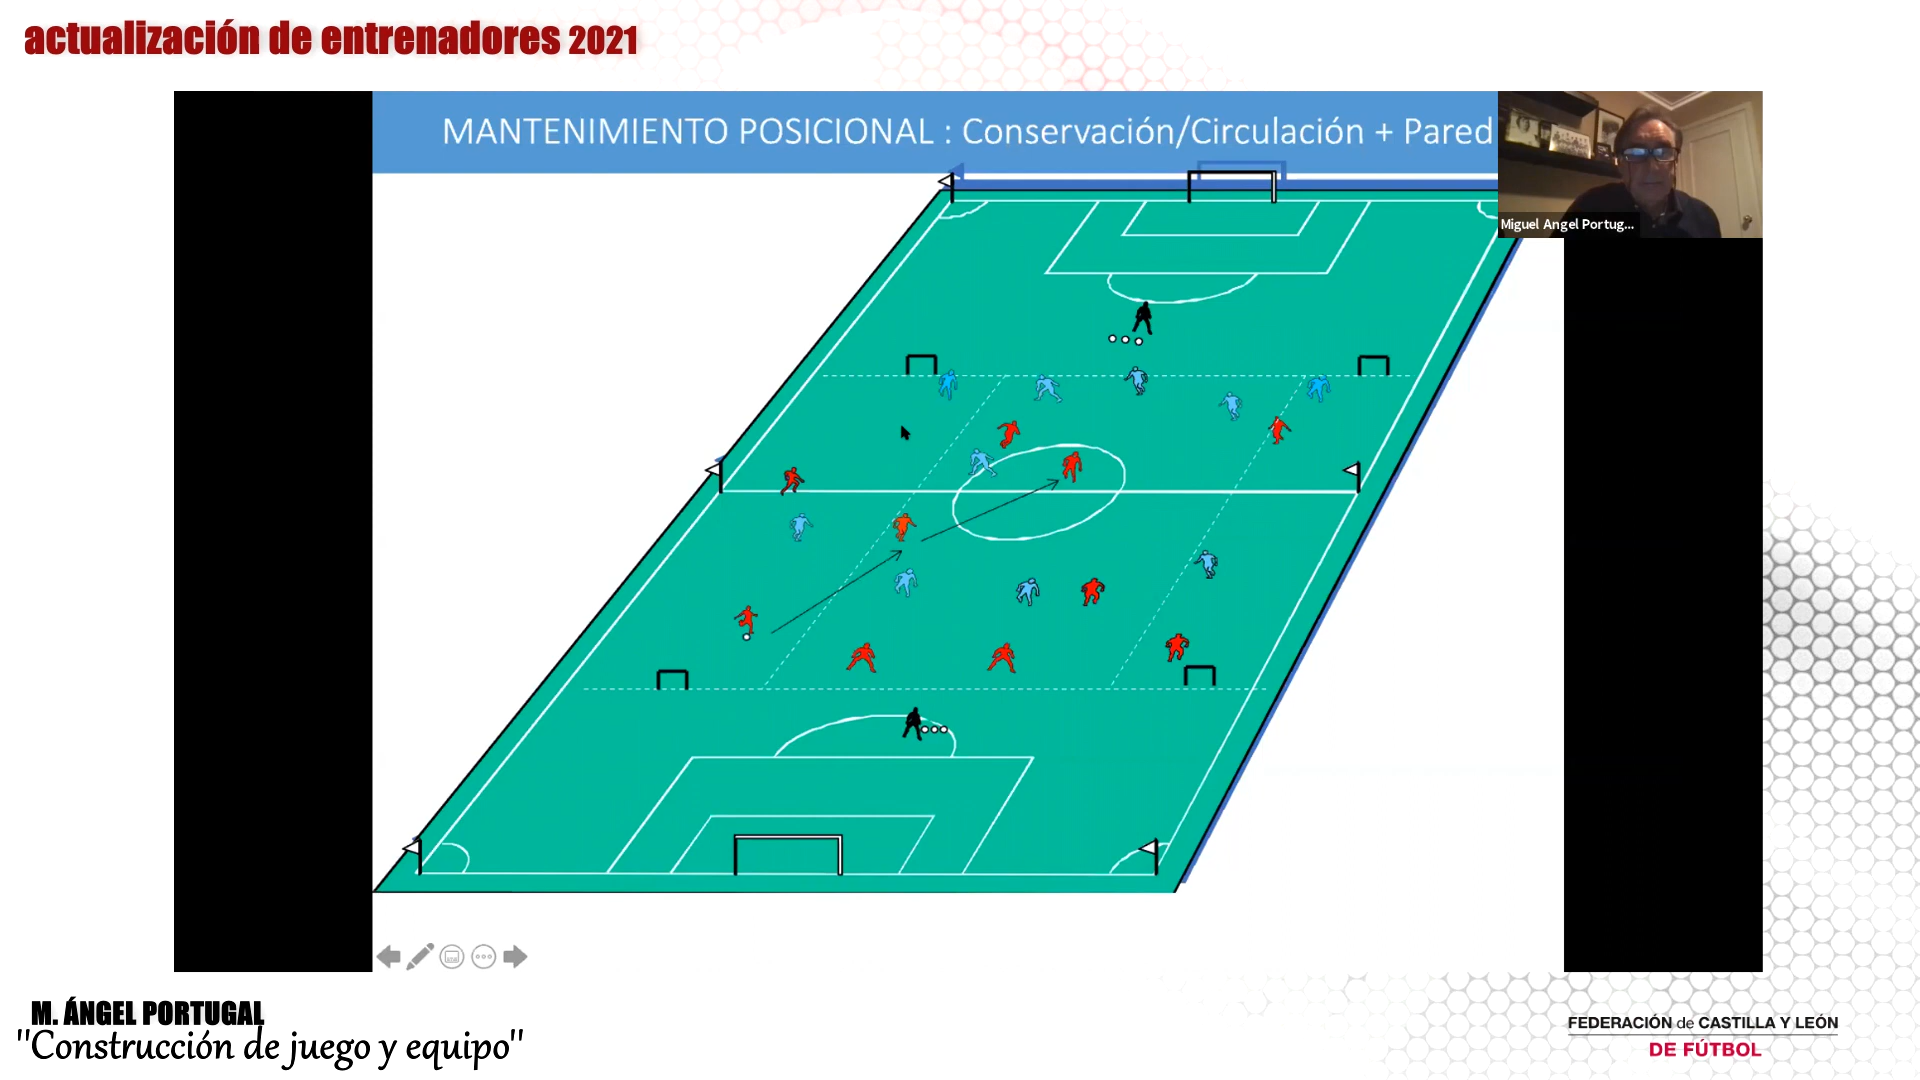 actualización de entrenadores 2021
MANTENIMIENTO POSICIONAL : Conservación/Circulación + Pared
Miguel Angel Portug...
M. ÁNGEL PORTUGAL
"Construcción de juego y equipo"
FEDERACIÓN de CASTILLA Y LEÓN
DE FÚTBOL